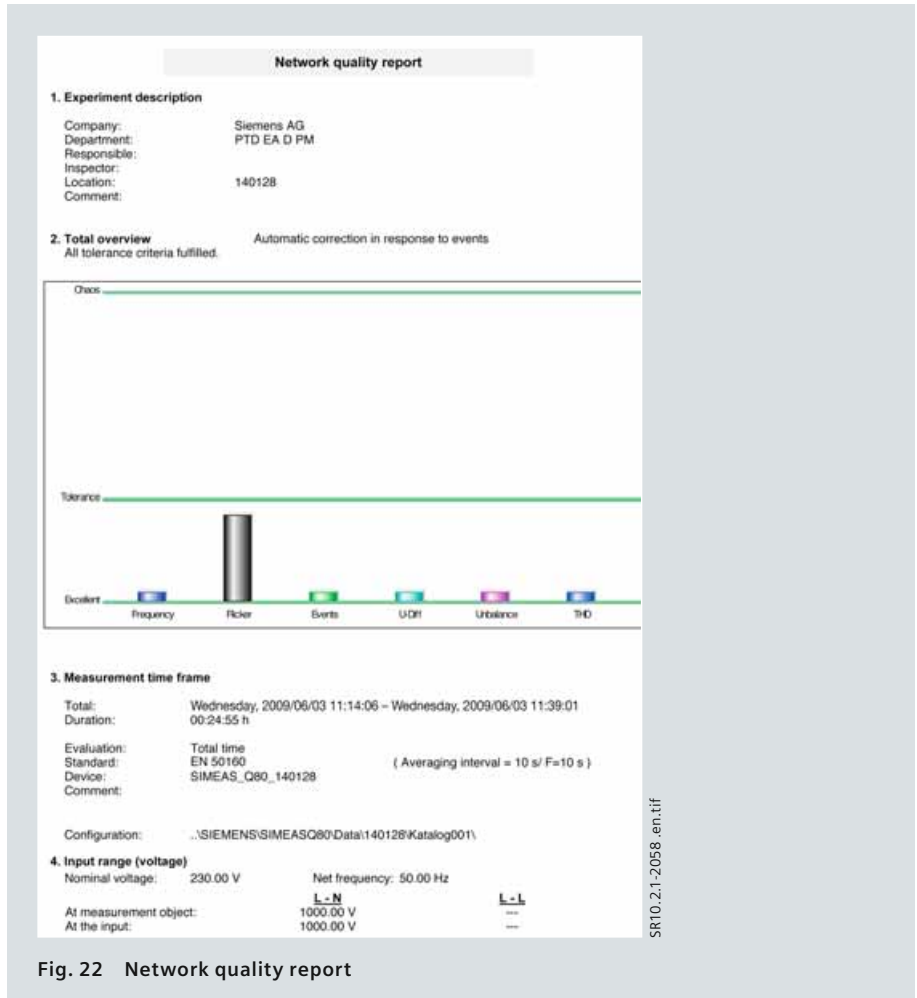 Network quality report
1. Experiment description
Company: Siemens AG
Department: PTD EA D PM
Responsible:
Inspector:
Location: 140128
Comment:
2. Total overview Automatic correction in response to events
All tolerance criteria fulfilled.
Chaos
Tolerance
Excellent
Frequency Flicker Events U-Diff Unbalance THD
3. Measurement time frame
Total: Wednesday, 2009/06/03 11:14:06 – Wednesday, 2009/06/03 11:39:01
Duration: 00:24:55 h
Evaluation: Total time
Standard: EN 50160 ( Averaging interval = 10 s/ F=10 s )
Device: SIMEAS_Q80_140128
Comment:
Configuration: ..\SIEMENS\SIMEASQ80\Data\140128\Katalog001\
4. Input range (voltage)
Nominal voltage: 230.00 V Net frequency: 50.00 Hz
L - N L - L
At measurement object: 1000.00 V ---
At the input: 1000.00 V ---
SR10.2.1-2058 .en.tif
Fig. 22 Network quality report